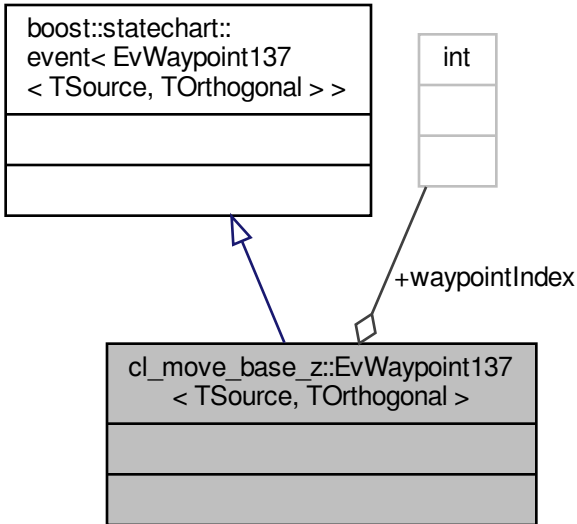 boost::statechart::
event< EvWaypoint137
< TSource, TOrthogonal > >
int
+waypointIndex
cl_move_base_z::EvWaypoint137
< TSource, TOrthogonal >